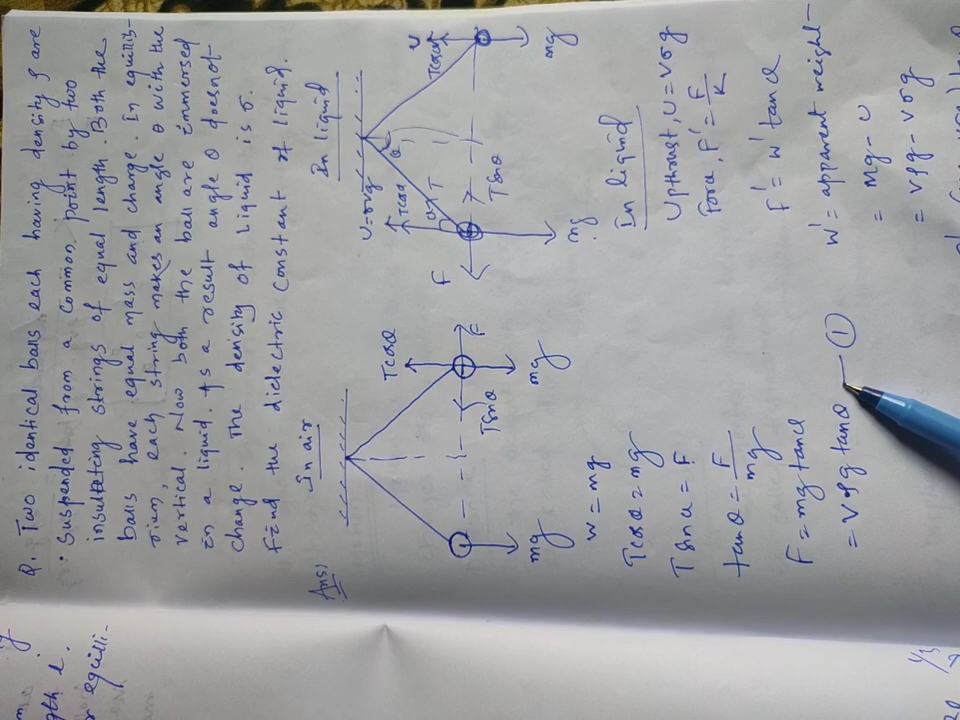 Q. Two identical balls each having density ρ are
• Suspended from a common point by two
insulteting strings of equal length. Both the
balls have equal mass and charge. In equilib-
rium, each string makes an angle θ with the
vertical. Now both the ball are immersed
in a liquid. As a result angle θ doesnot
change. The density of liquid is σ.
Find the dielectric constant of liquid.
Ans:
In air
Tcosθ
F
Tsinθ
mg
mg
W = mg
Tcosθ = mg
Tsinθ = F
tanθ = F/mg
F = mg tanθ
= Vρg tanθ — ①
In liquid
U=σvg
Tcosθ
θ
T
θ
F
Tsinθ
mg
U
Tcosθ
mg
In liquid
Upthrust, U = Vσg
Force, F' = F/K
F' = W' tanθ
W' = apparent weight-
= Mg - U
= Vρg - Vσg
gth l.
equilli-